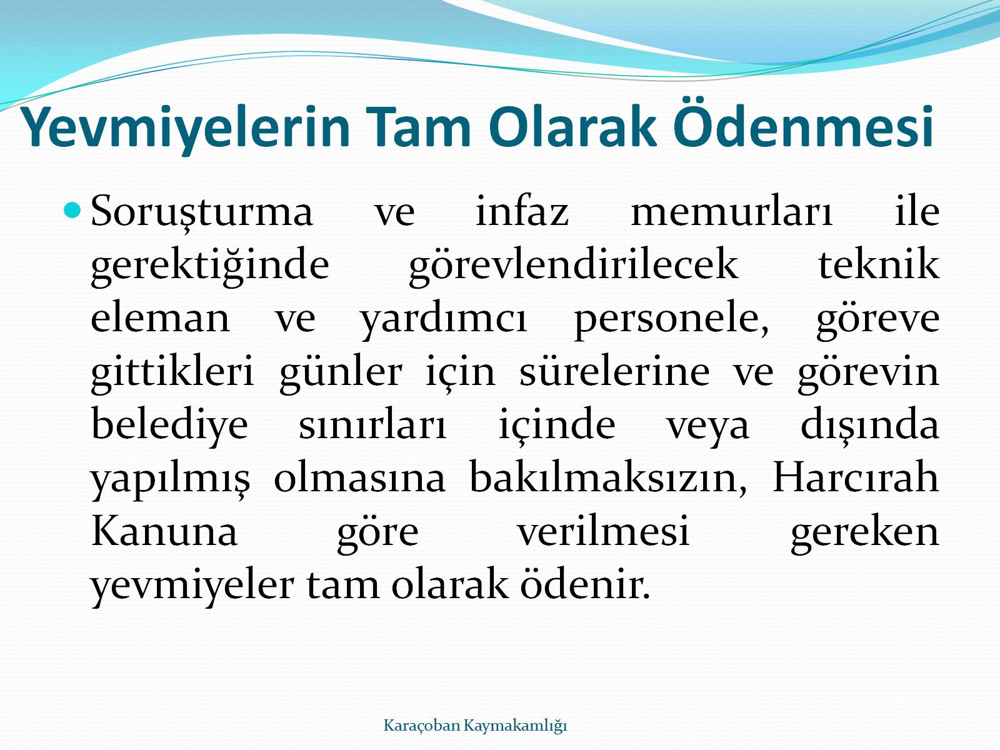 Yevmiyelerin Tam Olarak Ödenmesi
• Soruşturma ve infaz memurları ile
gerektiğinde görevlendirilecek teknik
eleman ve yardımcı personele, göreve
gittikleri günler için sürelerine ve görevin
belediye sınırları içinde veya dışında
yapılmış olmasına bakılmaksızın, Harcırah
Kanuna göre verilmesi gereken
yevmiyeler tam olarak ödenir.
Karaçoban Kaymakamlığı